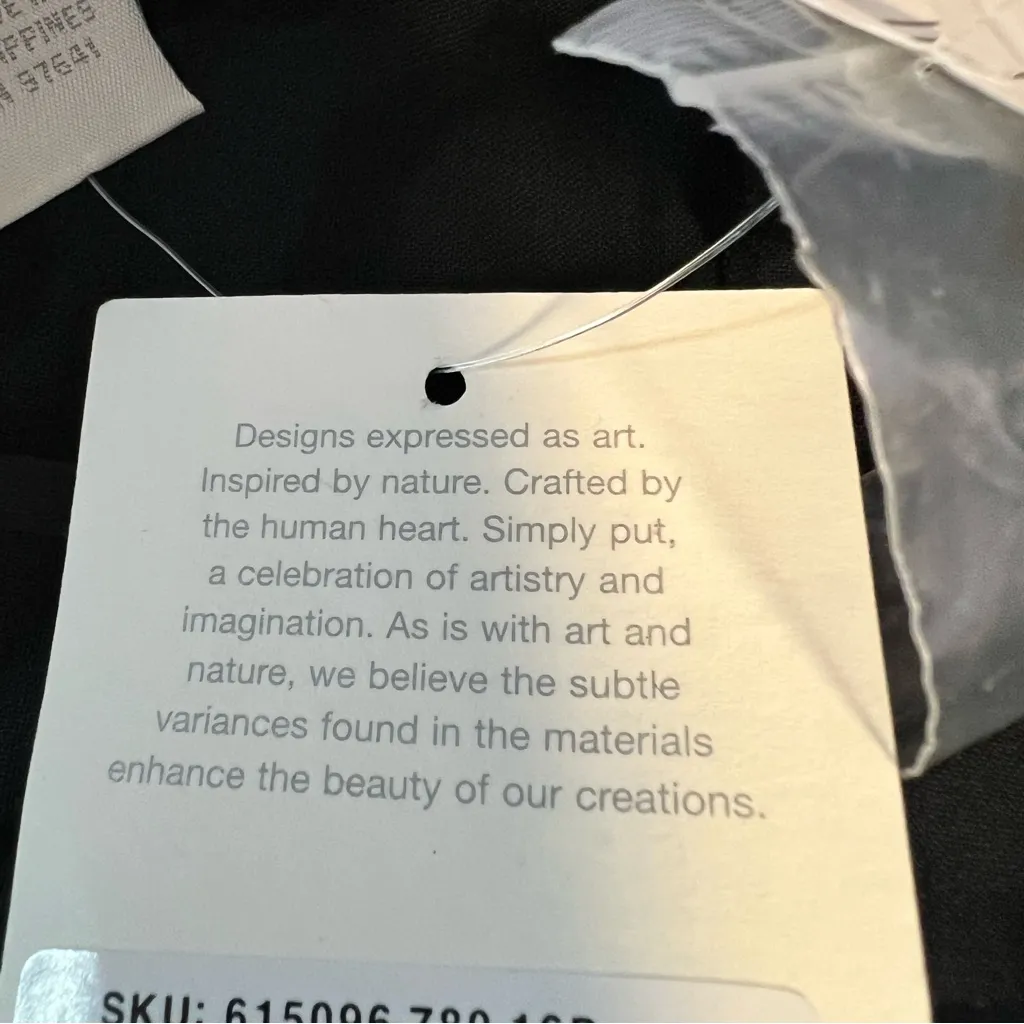 Designs expressed as art.
Inspired by nature. Crafted by
the human heart. Simply put,
a celebration of artistry and
imagination. As is with art and
nature, we believe the subtle
variances found in the materials
enhance the beauty of our creations.
SKU: 615096